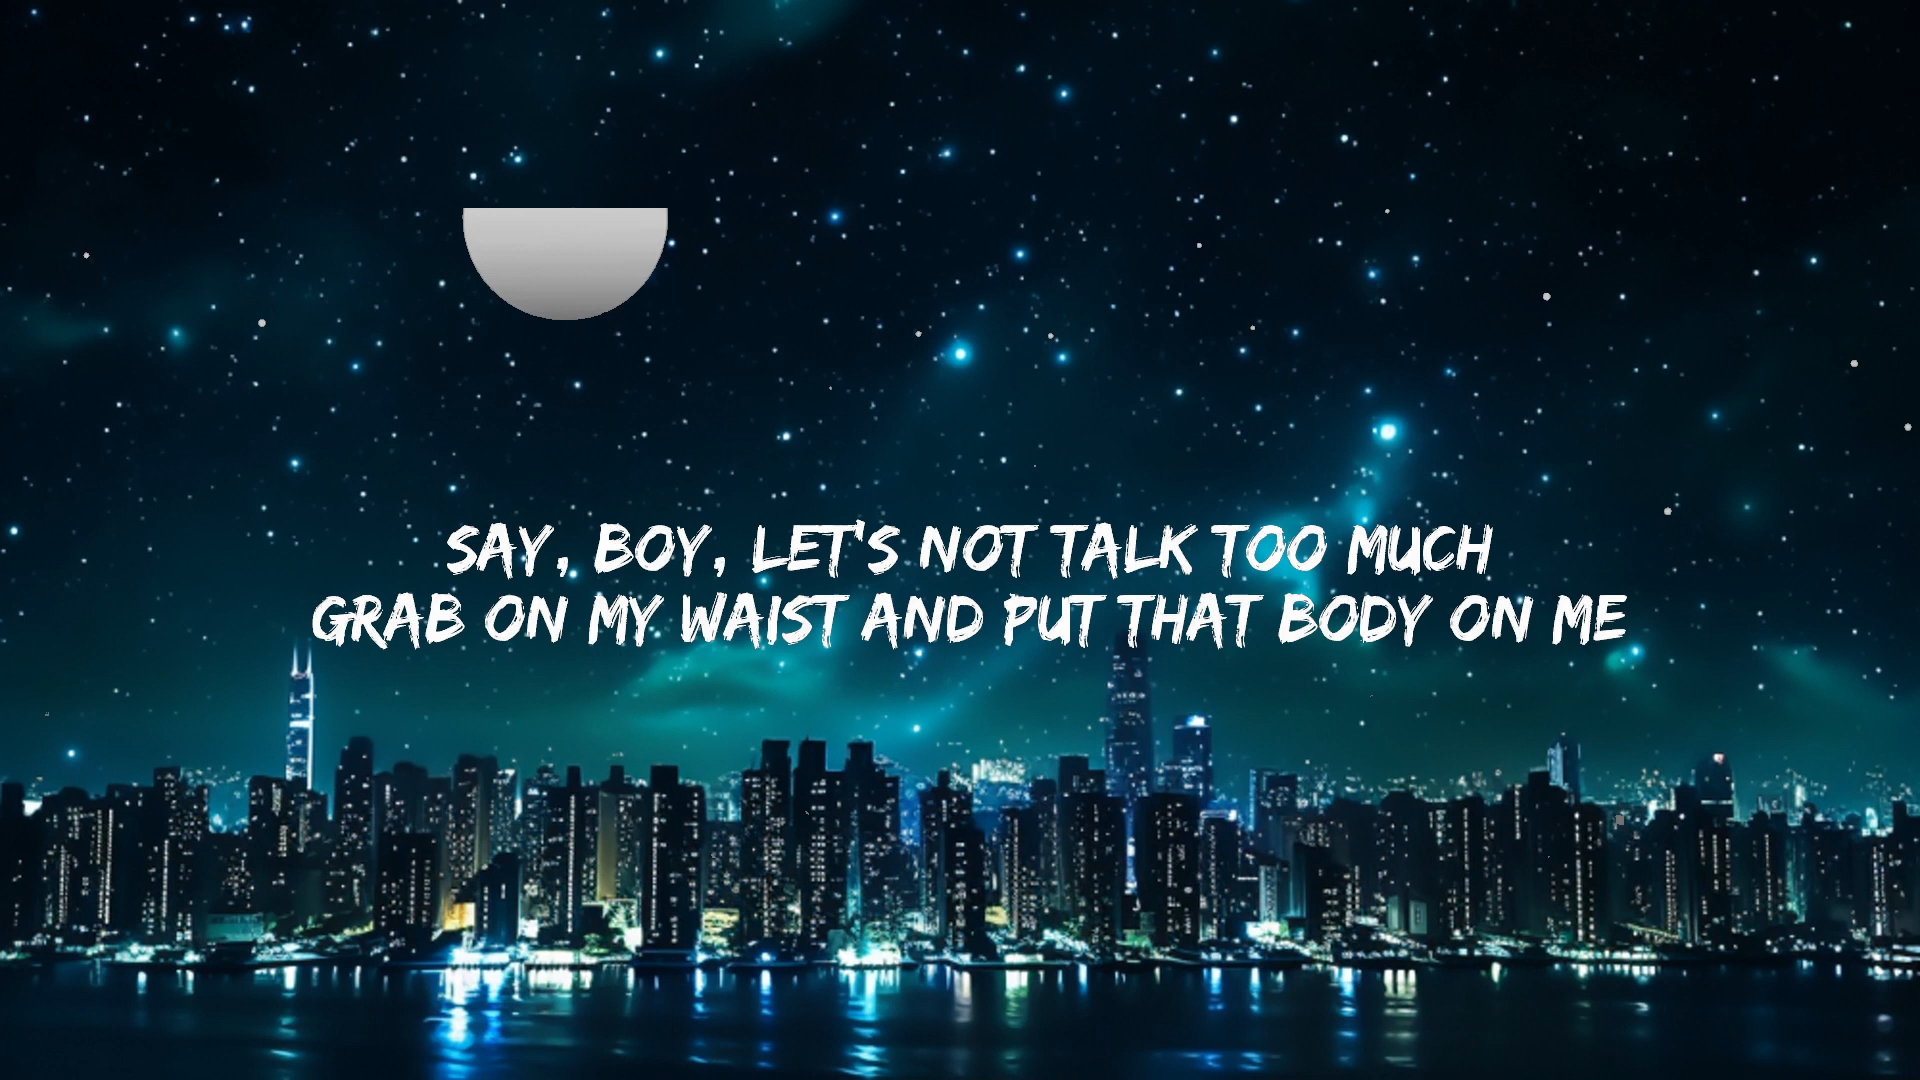 SAY, BOY, LET'S NOT TALK TOO MUCH
GRAB ON MY WAIST AND PUT THAT BODY ON ME